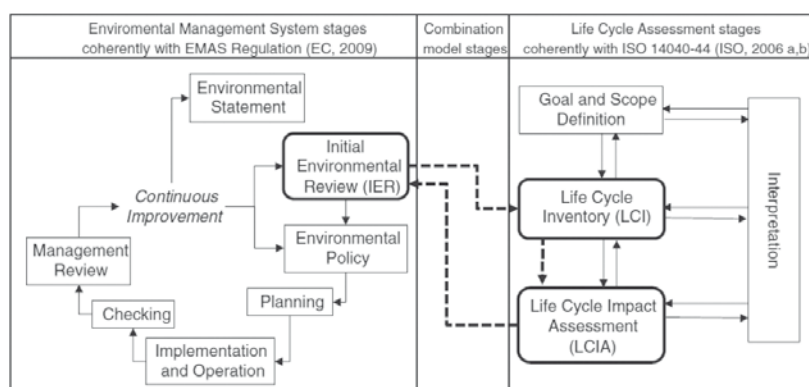 Enviromental Management System stages
coherently with EMAS Regulation (EC, 2009)
Combination
model stages
Life Cycle Assessment stages
coherently with ISO 14040-44 (ISO, 2006 a,b)
Environmental
Statement
Initial
Environmental
Review (IER)
Continuous
Improvement
Environmental
Policy
Management
Review
Planning
Checking
Implementation
and Operation
Goal and Scope
Definition
Life Cycle
Inventory (LCI)
Life Cycle Impact
Assessment
(LCIA)
Interpretation